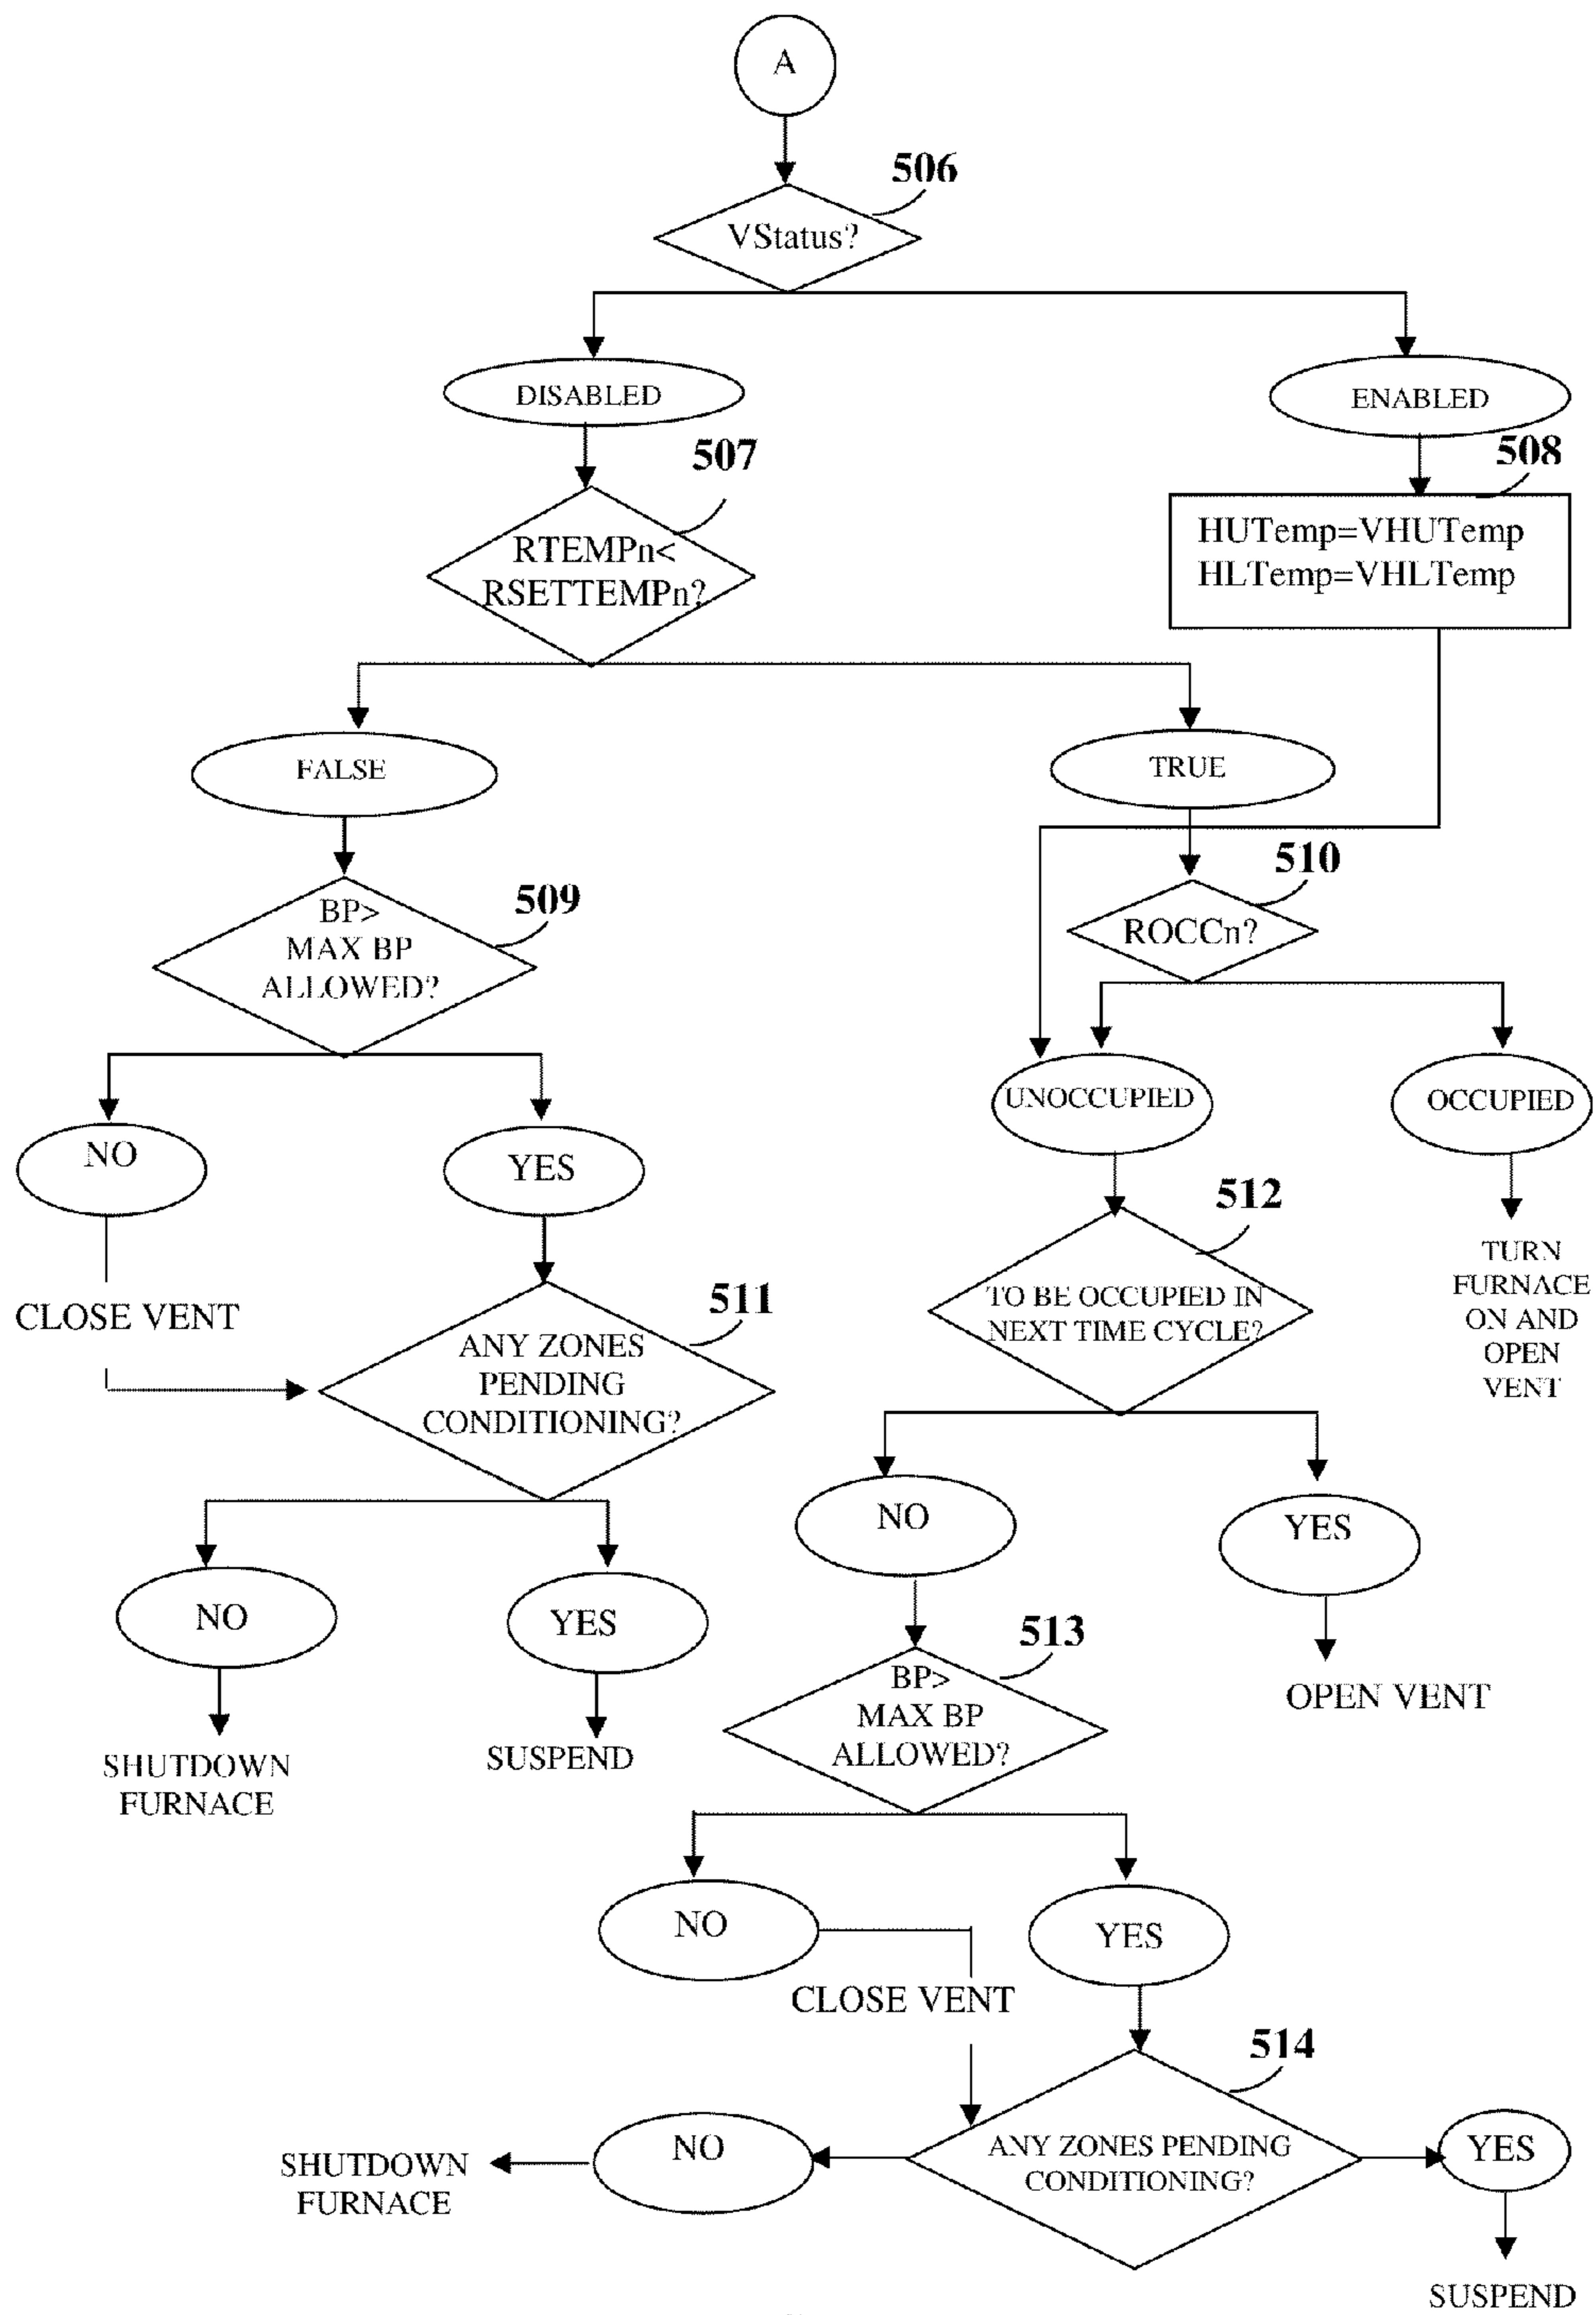 A
506
VStatus?
DISABLED
ENABLED
507
508
RTEMPn<
RSETTEMPn?
HUTemp=VHUTemp
HLTemp=VHLTemp
FALSE
TRUE
509
510
BP>
MAX BP
ALLOWED?
ROCCn?
NO
YES
UNOCCUPIED
OCCUPIED
CLOSE VENT
512
TURN
FURNACE
ON AND
OPEN
VENT
511
ANY ZONES
PENDING
CONDITIONING?
TO BE OCCUPIED IN
NEXT TIME CYCLE?
NO
YES
NO
YES
SHUTDOWN
FURNACE
SUSPEND
513
BP>
MAX BP
ALLOWED?
OPEN VENT
NO
YES
CLOSE VENT
514
ANY ZONES PENDING
CONDITIONING?
NO
YES
SHUTDOWN
FURNACE
SUSPEND